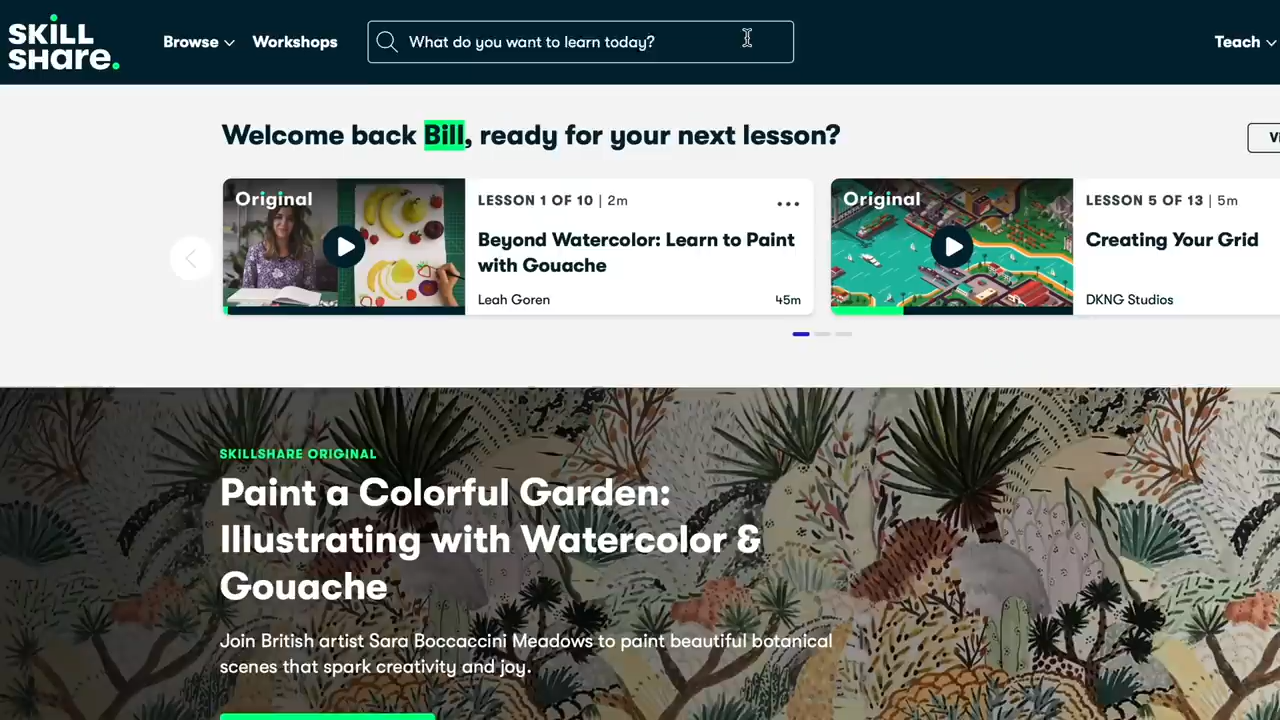 SKILL
SHare.
Browse
Workshops
What do you want to learn today?
Teach
Welcome back Bill, ready for your next lesson?
Original
LESSON 1 OF 10 | 2m
Beyond Watercolor: Learn to Paint
with Gouache
Leah Goren
45m
Original
LESSON 5 OF 13 | 5m
Creating Your Grid
DKNG Studios
SKILLSHARE ORIGINAL
Paint a Colorful Garden:
Illustrating with Watercolor &
Gouache
Join British artist Sara Boccaccini Meadows to paint beautiful botanical
scenes that spark creativity and joy.